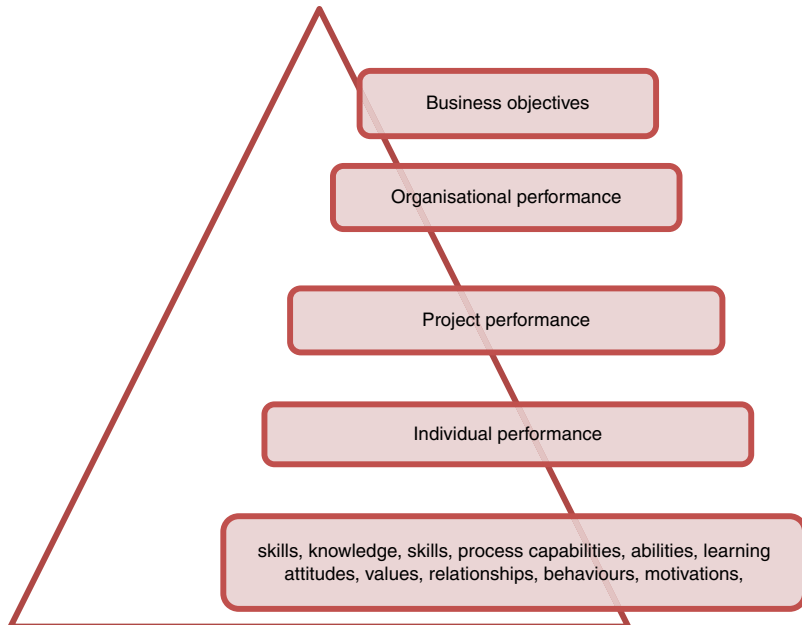 Business objectives
Organisational performance
Project performance
Individual performance
skills, knowledge, skills, process capabilities, abilities, learning
attitudes, values, relationships, behaviours, motivations,